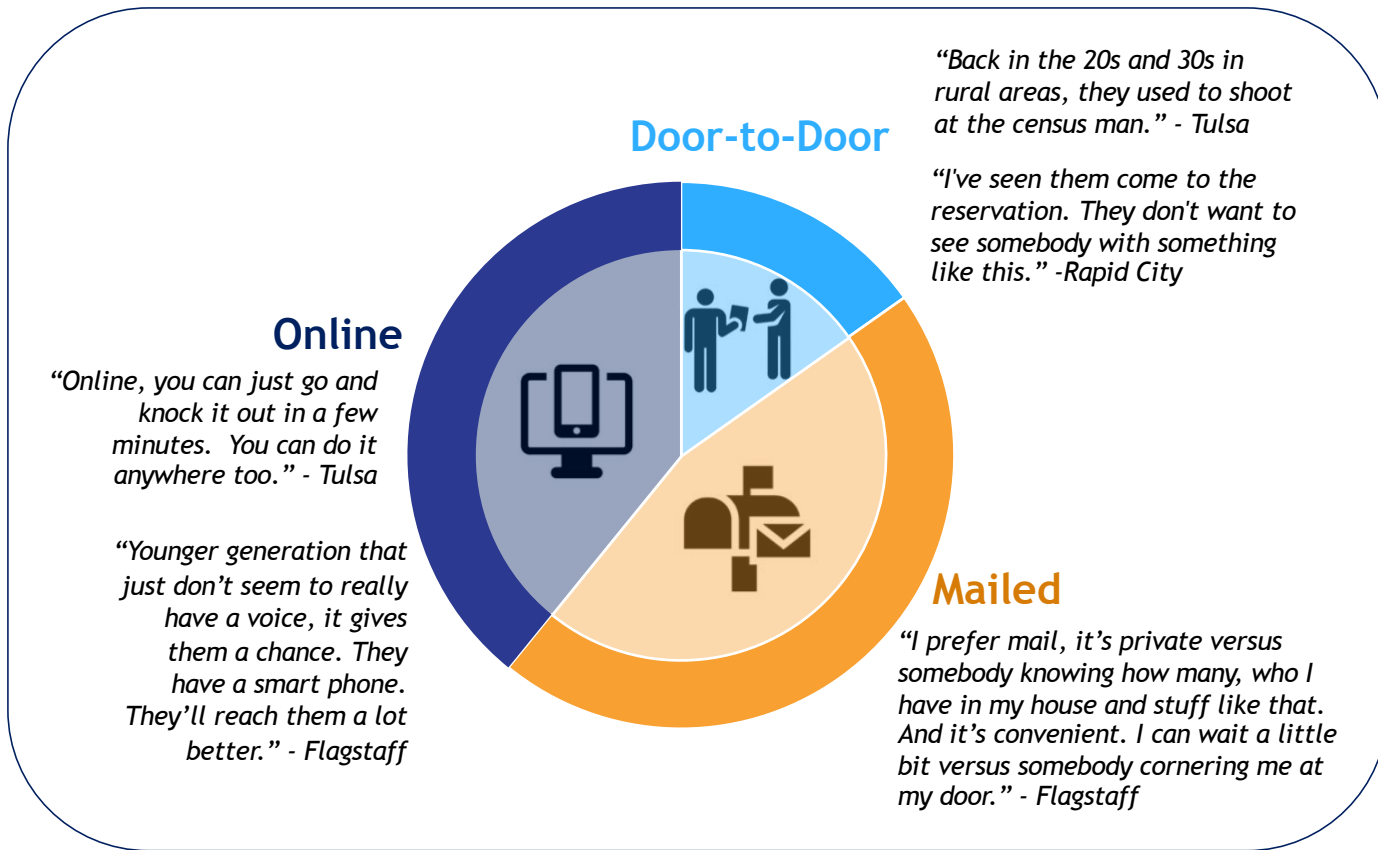 Door-to-Door
“Back in the 20s and 30s in
rural areas, they used to shoot
at the census man.” - Tulsa
“I've seen them come to the
reservation. They don't want to
see somebody with something
like this.” -Rapid City
Online
“Online, you can just go and
knock it out in a few
minutes.  You can do it
anywhere too.” - Tulsa
“Younger generation that
just don’t seem to really
have a voice, it gives
them a chance. They
have a smart phone.
They’ll reach them a lot
better.” - Flagstaff
Mailed
“I prefer mail, it’s private versus
somebody knowing how many, who I
have in my house and stuff like that.
And it’s convenient. I can wait a little
bit versus somebody cornering me at
my door.” - Flagstaff